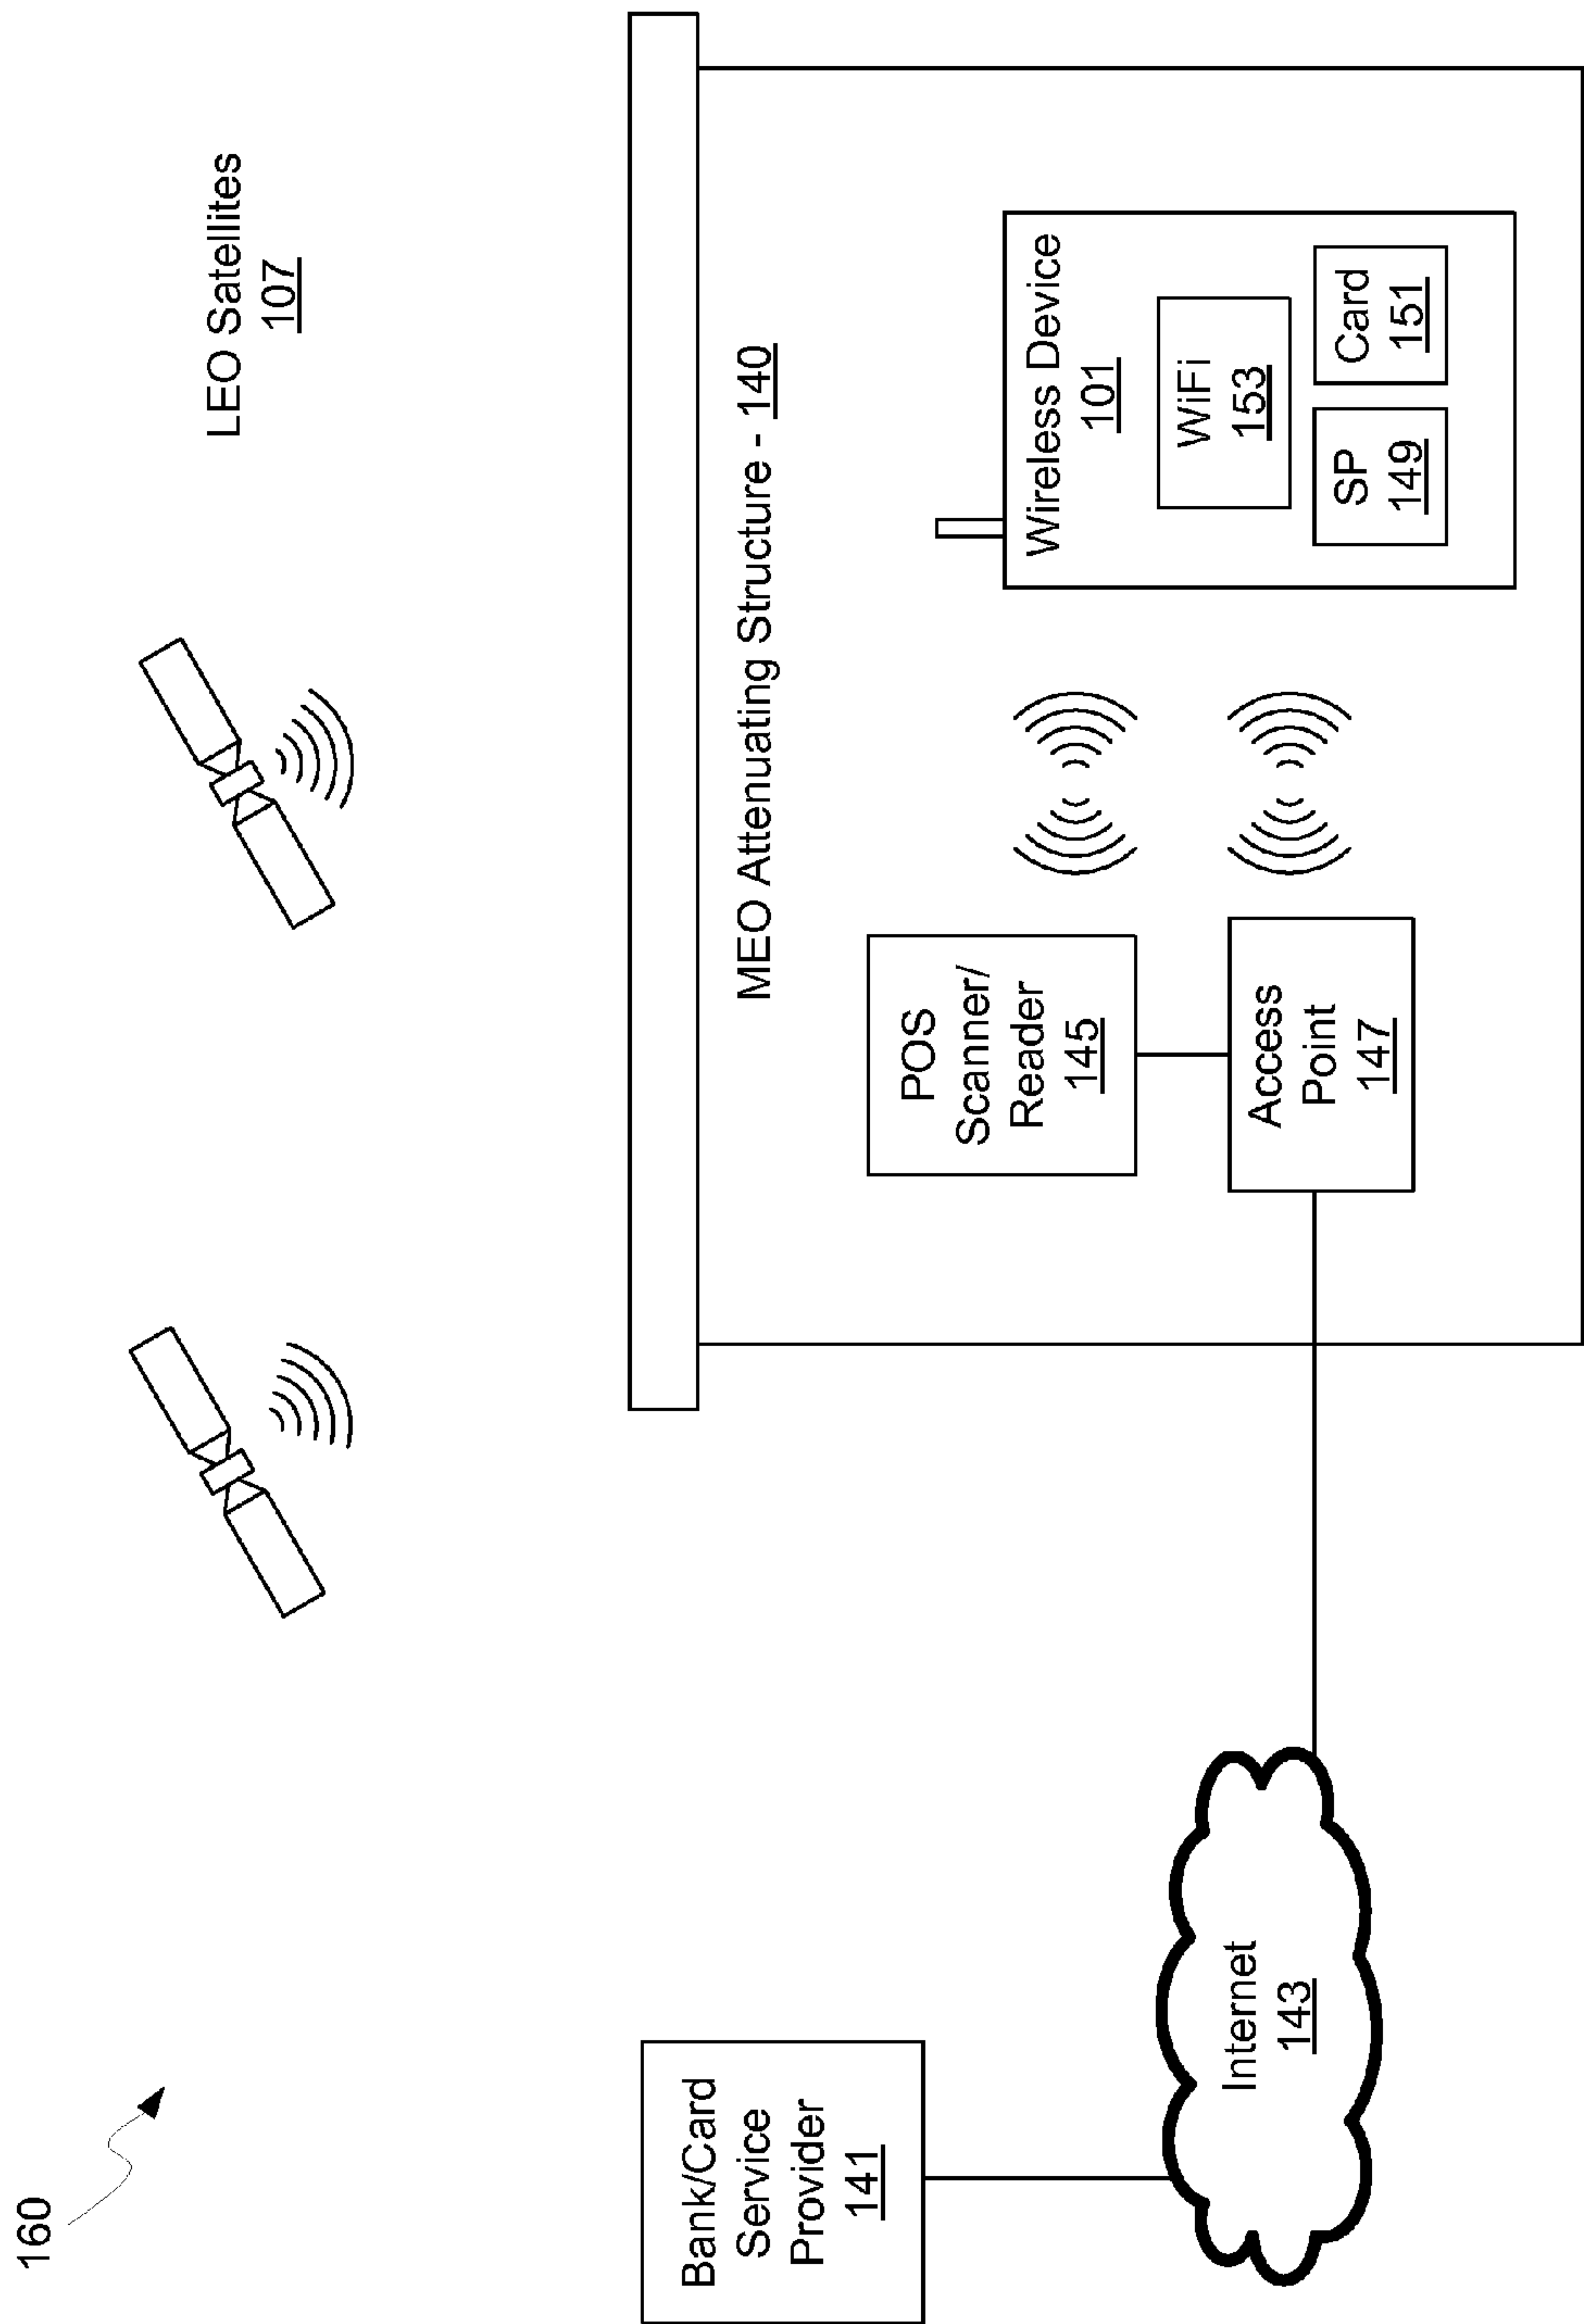 160
LEO Satellites
107
Bank/Card
Service
Provider
141
Internet
143
MEO Attenuating Structure - 140
POS
Scanner/
Reader
145
Access
Point
147
Wireless Device
101
WiFi
153
SP
149
Card
151